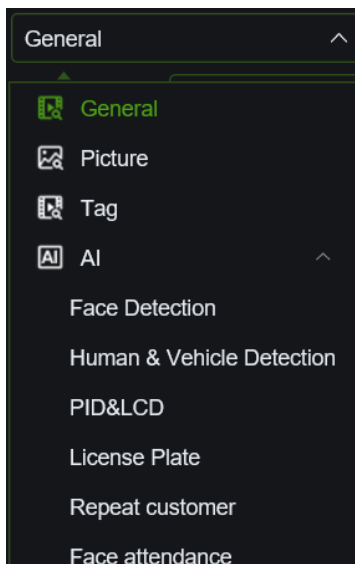 General
General
Picture
Tag
AI AI
Face Detection
Human & Vehicle Detection
PID&LCD
License Plate
Repeat customer
Face attendance